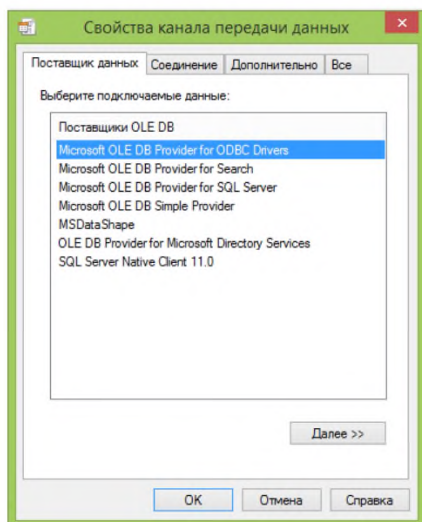 Свойства канала передачи данных
Поставщик данных Соединение Дополнительно Все
Выберите подключаемые данные:
Поставщики OLE DB
Microsoft OLE DB Provider for ODBC Drivers
Microsoft OLE DB Provider for Search
Microsoft OLE DB Provider for SQL Server
Microsoft OLE DB Simple Provider
MSDataShape
OLE DB Provider for Microsoft Directory Services
SQL Server Native Client 11.0
Далее >>
OK Отмена Справка